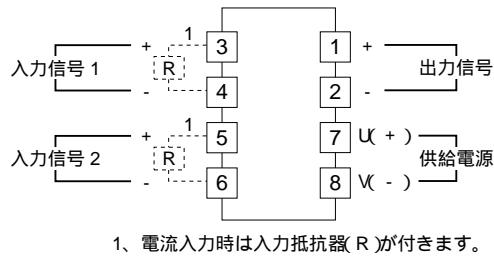 1
+ 3 1 +
入力信号 1 R 出力信号
- 4 2 -
1
+ 5 7 U( + )
入力信号 2 R 供給電源
- 6 8 V( - )
1、電流入力時は入力抵抗器( R )が付きます。